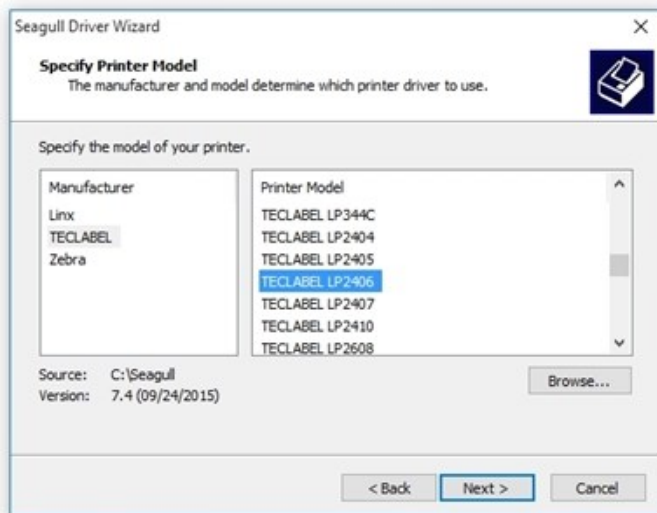 Seagull Driver Wizard
Specify Printer Model
The manufacturer and model determine which printer driver to use.
Specify the model of your printer.
Manufacturer
Linx
TECLABEL
Zebra
Printer Model
TECLABEL LP344C
TECLABEL LP2404
TECLABEL LP2405
TECLABEL LP2406
TECLABEL LP2407
TECLABEL LP2410
TECLABEL LP2608
Source: C:\Seagull
Version: 7.4 (09/24/2015)
Browse...
< Back Next > Cancel